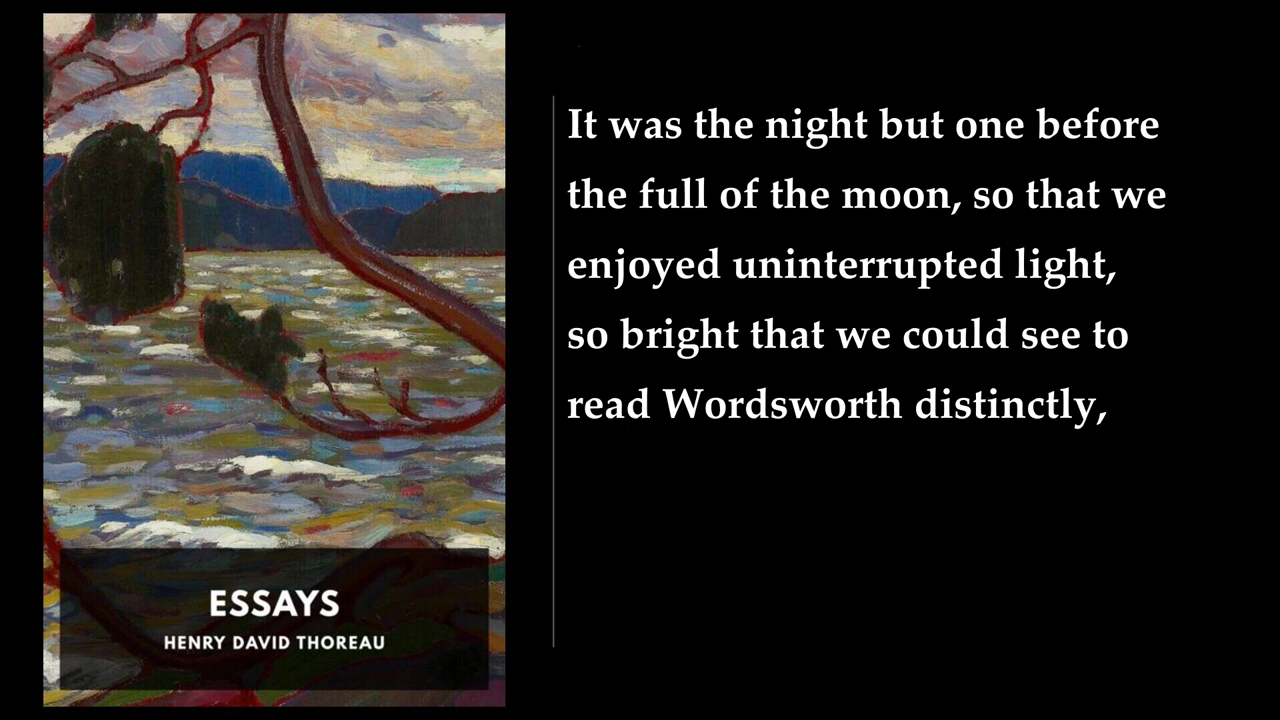 It was the night but one before
the full of the moon, so that we
enjoyed uninterrupted light,
so bright that we could see to
read Wordsworth distinctly,
ESSAYS
HENRY DAVID THOREAU